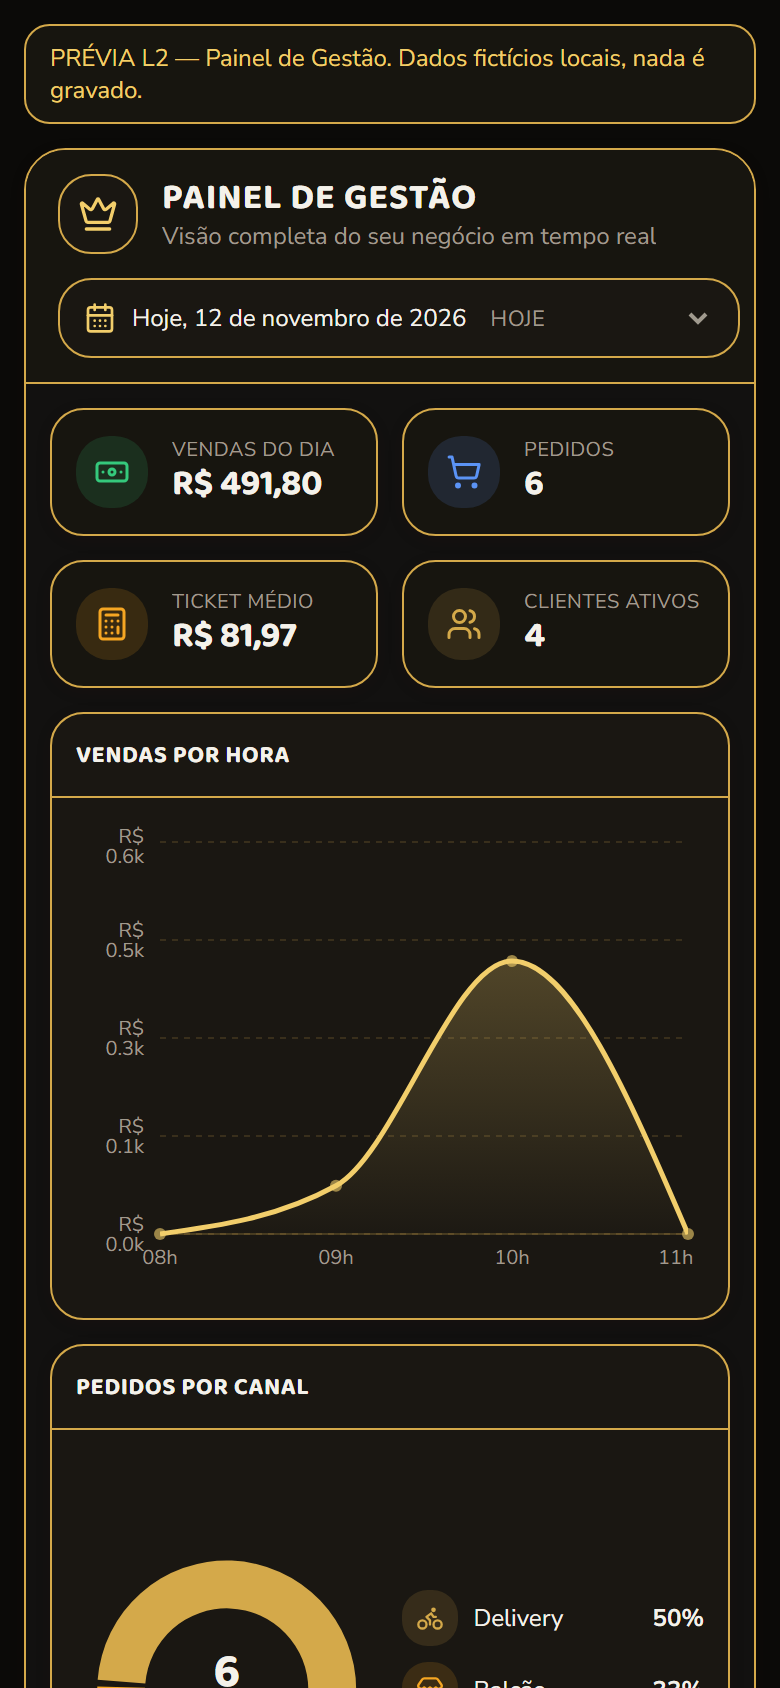 PRÉVIA L2 — Painel de Gestão. Dados fictícios locais, nada é
gravado.
PAINEL DE GESTÃO
Visão completa do seu negócio em tempo real
Hoje, 12 de novembro de 2026 HOJE
VENDAS DO DIA
R$ 491,80
PEDIDOS
6
TICKET MÉDIO
R$ 81,97
CLIENTES ATIVOS
4
VENDAS POR HORA
R$
0.6k
R$
0.5k
R$
0.3k
R$
0.1k
R$
0.0k
08h 09h 10h 11h
PEDIDOS POR CANAL
6
Delivery 50%